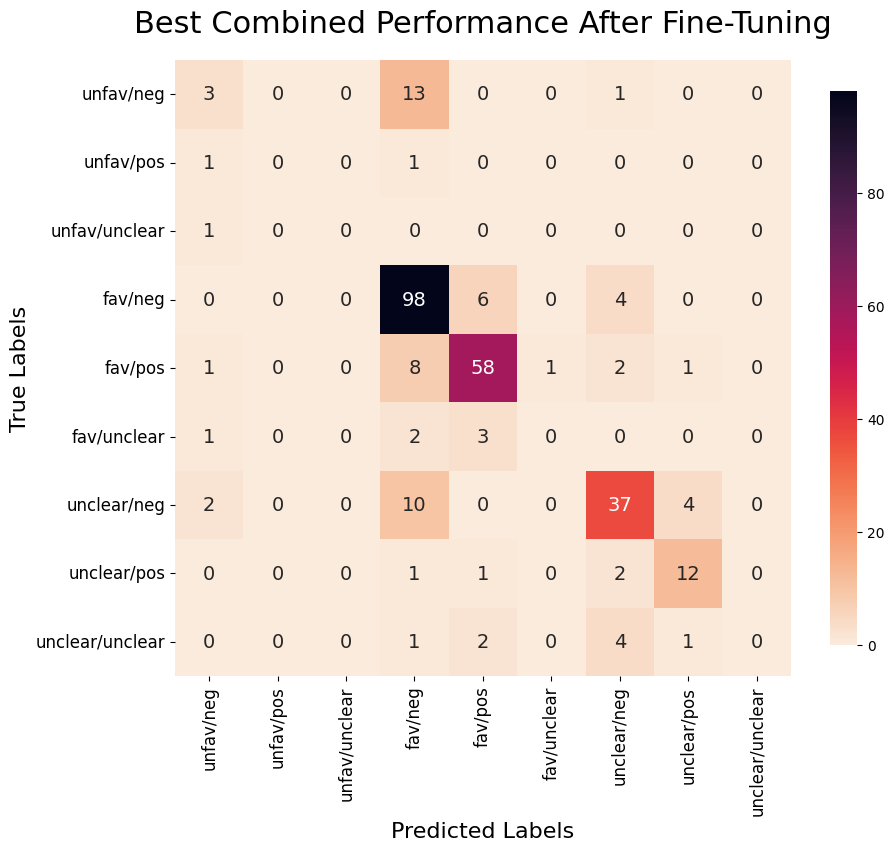 Best Combined Performance After Fine-Tuning
True Labels
unfav/neg 3 0 0 13 0 0 1 0 0
unfav/pos 1 0 0 1 0 0 0 0 0
unfav/unclear 1 0 0 0 0 0 0 0 0
fav/neg 0 0 0 98 6 0 4 0 0
fav/pos 1 0 0 8 58 1 2 1 0
fav/unclear 1 0 0 2 3 0 0 0 0
unclear/neg 2 0 0 10 0 0 37 4 0
unclear/pos 0 0 0 1 1 0 2 12 0
unclear/unclear 0 0 0 1 2 0 4 1 0
unfav/neg unfav/pos unfav/unclear fav/neg fav/pos fav/unclear unclear/neg unclear/pos unclear/unclear
Predicted Labels
80
60
40
20
0